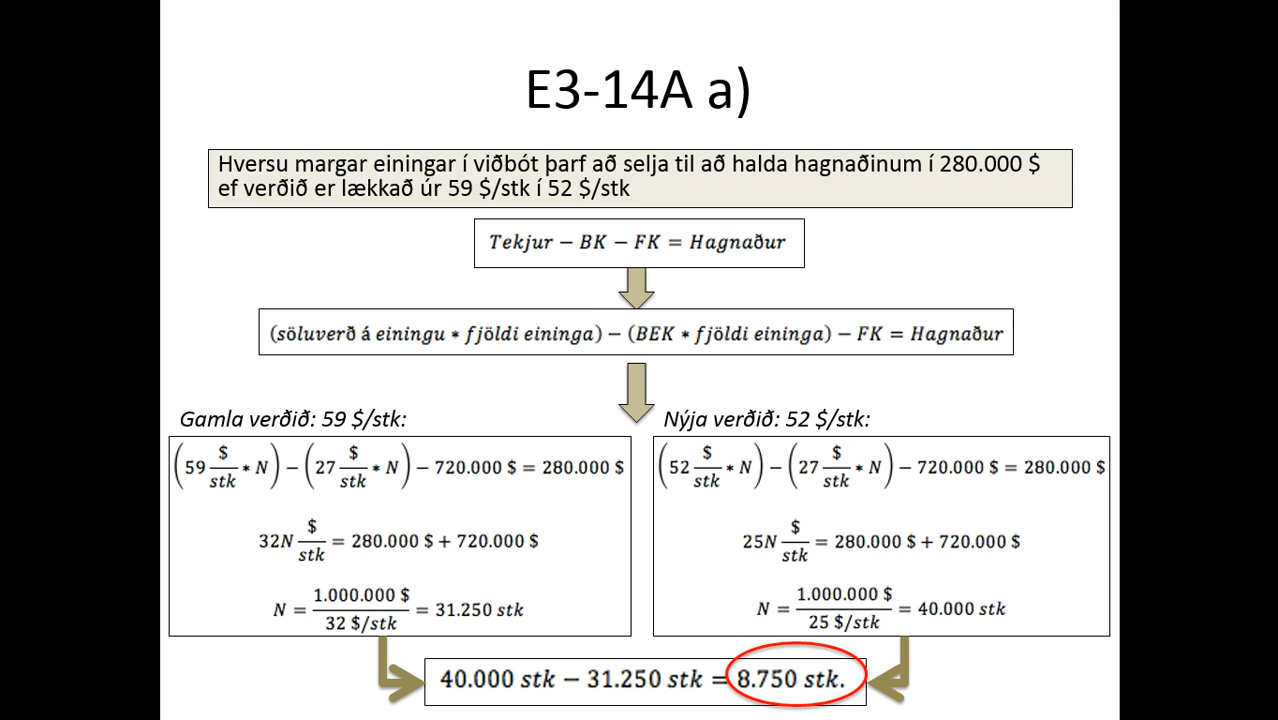 E3-14A a)
Hversu margar einingar í viðbót þarf að selja til að halda hagnaðinum í 280.000 $
ef verðið er lækkað úr 59 $/stk í 52 $/stk
Tekjur − BK − FK = Hagnaður
(söluverð á einingu * fjöldi eininga) − (BEK * fjöldi eininga) − FK = Hagnaður
Gamla verðið: 59 $/stk:
(59 $/stk * N) − (27 $/stk * N) − 720.000 $ = 280.000 $
32N $/stk = 280.000 $ + 720.000 $
N = 1.000.000 $ / 32 $/stk = 31.250 stk
Nýja verðið: 52 $/stk:
(52 $/stk * N) − (27 $/stk * N) − 720.000 $ = 280.000 $
25N $/stk = 280.000 $ + 720.000 $
N = 1.000.000 $ / 25 $/stk = 40.000 stk
40.000 stk − 31.250 stk = 8.750 stk.